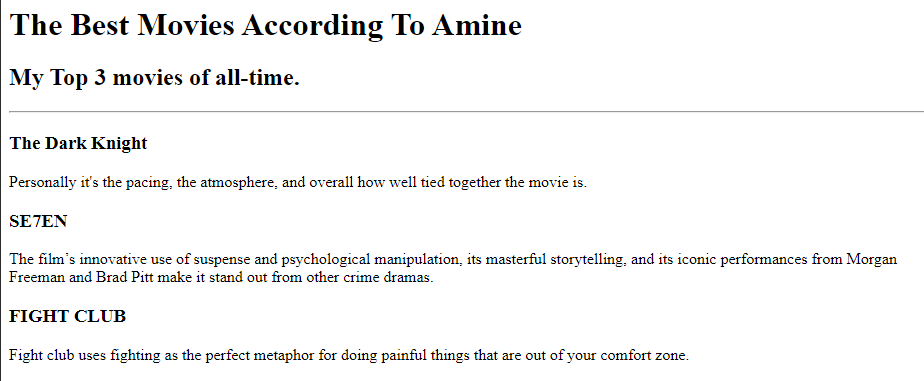 The Best Movies According To Amine
My Top 3 movies of all-time.
The Dark Knight
Personally it's the pacing, the atmosphere, and overall how well tied together the movie is.
SE7EN
The film's innovative use of suspense and psychological manipulation, its masterful storytelling, and its iconic performances from Morgan
Freeman and Brad Pitt make it stand out from other crime dramas.
FIGHT CLUB
Fight club uses fighting as the perfect metaphor for doing painful things that are out of your comfort zone.